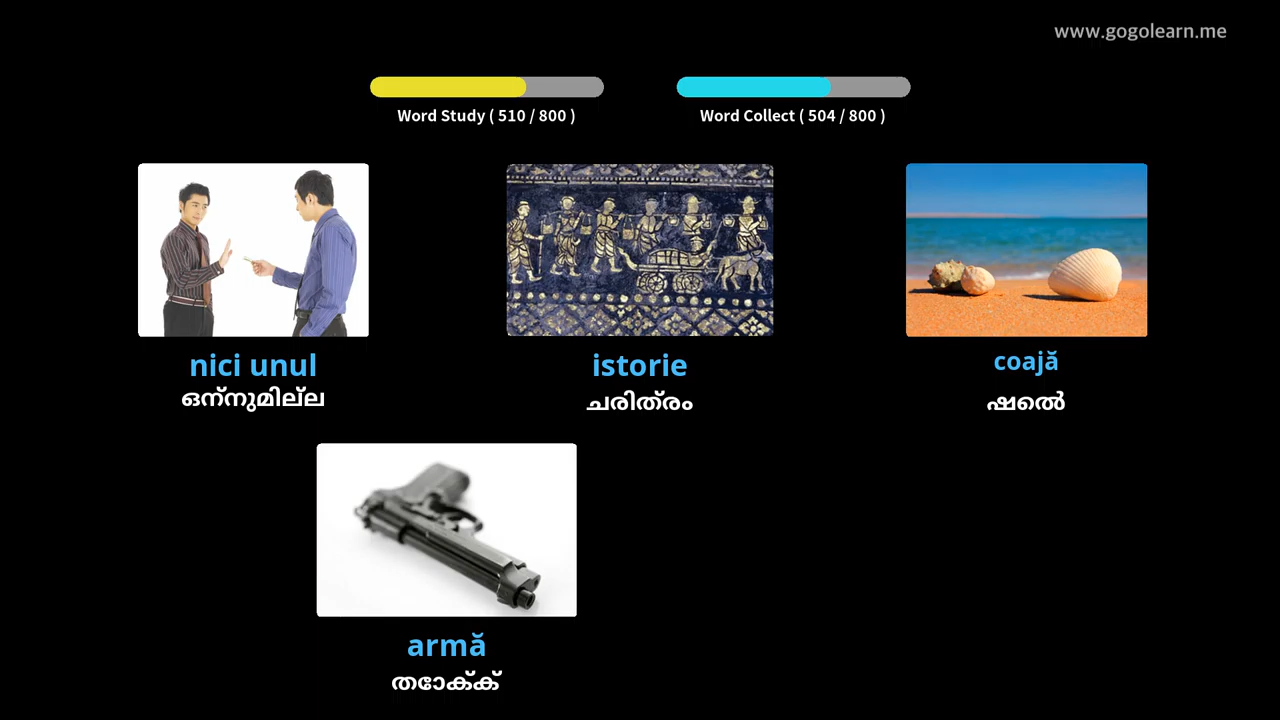 www.gogolearn.me
Word Study ( 510 / 800 )
Word Collect ( 504 / 800 )
nici unul
ഒന്നുമില്ല
istorie
ചരിത്രം
coajă
ഷെൽ
armă
തോക്ക്